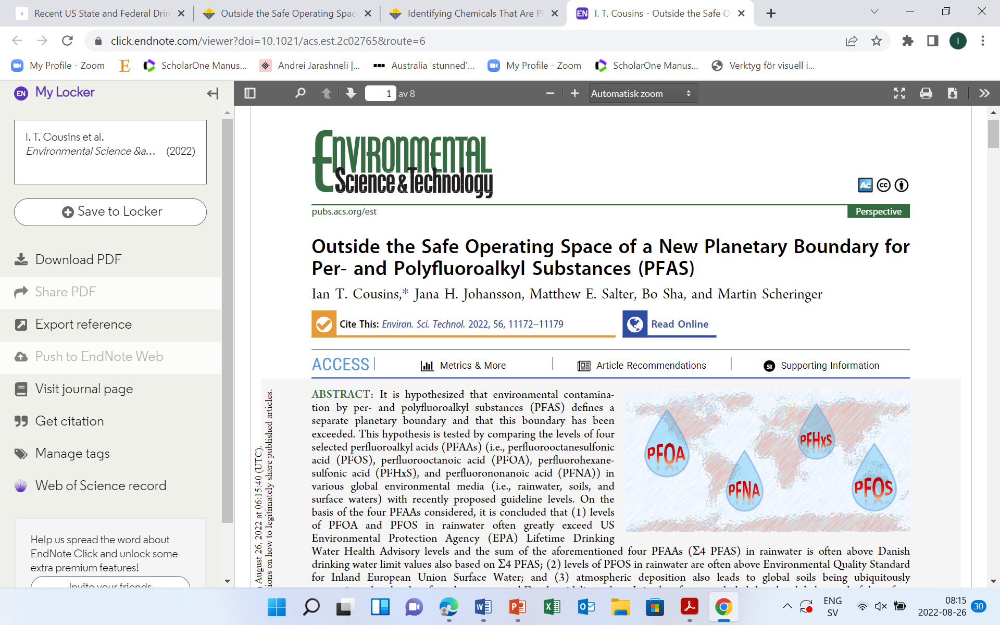 Recent US State and Federal Drin
Outside the Safe Operating Spac
Identifying Chemicals That Are P
EN I. T. Cousins - Outside the Safe O
click.endnote.com/viewer?doi=10.1021/acs.est.2c02765&route=6
I
My Profile - Zoom
E
ScholarOne Manus...
Andrei Jarashneli |...
Australia 'stunned'...
My Profile - Zoom
ScholarOne Manus...
Verktyg för visuell i...
EN My Locker
1 av 8
Automatisk zoom
I. T. Cousins et al.
Environmental Science &a... (2022)
Save to Locker
Download PDF
Share PDF
Export reference
Push to EndNote Web
Visit journal page
Get citation
Manage tags
Web of Science record
Help us spread the word about
EndNote Click and unlock some
extra premium features!
Invite your friends
ENVIRONMENTAL
Science & Technology
Ac cc
pubs.acs.org/est
Perspective
Outside the Safe Operating Space of a New Planetary Boundary for
Per- and Polyfluoroalkyl Substances (PFAS)
Ian T. Cousins,* Jana H. Johansson, Matthew E. Salter, Bo Sha, and Martin Scheringer
Cite This: Environ. Sci. Technol. 2022, 56, 11172–11179
Read Online
ACCESS
Metrics & More
Article Recommendations
SI Supporting Information
ABSTRACT: It is hypothesized that environmental contamina-
tion by per- and polyfluoroalkyl substances (PFAS) defines a
separate planetary boundary and that this boundary has been
exceeded. This hypothesis is tested by comparing the levels of four
selected perfluoroalkyl acids (PFAAs) (i.e., perfluorooctanesulfonic
acid (PFOS), perfluorooctanoic acid (PFOA), perfluorohexane-
sulfonic acid (PFHxS), and perfluorononanoic acid (PFNA)) in
various global environmental media (i.e., rainwater, soils, and
surface waters) with recently proposed guideline levels. On the
basis of the four PFAAs considered, it is concluded that (1) levels
of PFOA and PFOS in rainwater often greatly exceed US
Environmental Protection Agency (EPA) Lifetime Drinking
Water Health Advisory levels and the sum of the aforementioned four PFAAs (Σ4 PFAS) in rainwater is often above Danish
drinking water limit values also based on Σ4 PFAS; (2) levels of PFOS in rainwater are often above Environmental Quality Standard
for Inland European Union Surface Water; and (3) atmospheric deposition also leads to global soils being ubiquitously
PFOA
PFNA
PFHxS
PFOS
August 26, 2022 at 06:15:40 (UTC).
ions on how to legitimately share published articles.
ENG
SV
08:15
2022-08-26
30